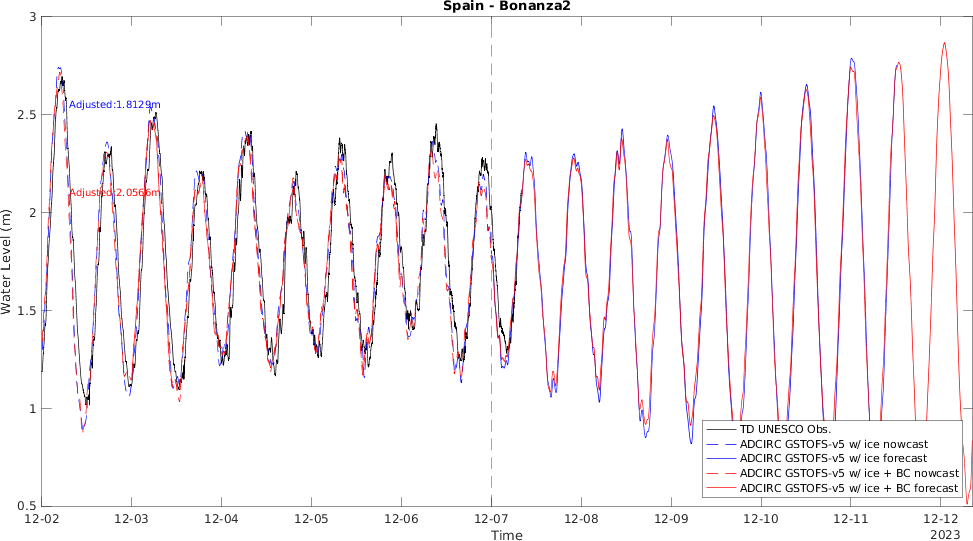 Spain - Bonanza2
3
2.5
2
1.5
1
0.5
Water Level (m)
Adjusted:1.8129m
Adjusted:2.0566m
TD UNESCO Obs.
ADCIRC GSTOFS-v5 w/ ice nowcast
ADCIRC GSTOFS-v5 w/ ice forecast
ADCIRC GSTOFS-v5 w/ ice + BC nowcast
ADCIRC GSTOFS-v5 w/ ice + BC forecast
12-02 12-03 12-04 12-05 12-06 12-07 12-08 12-09 12-10 12-11 12-12
2023
Time